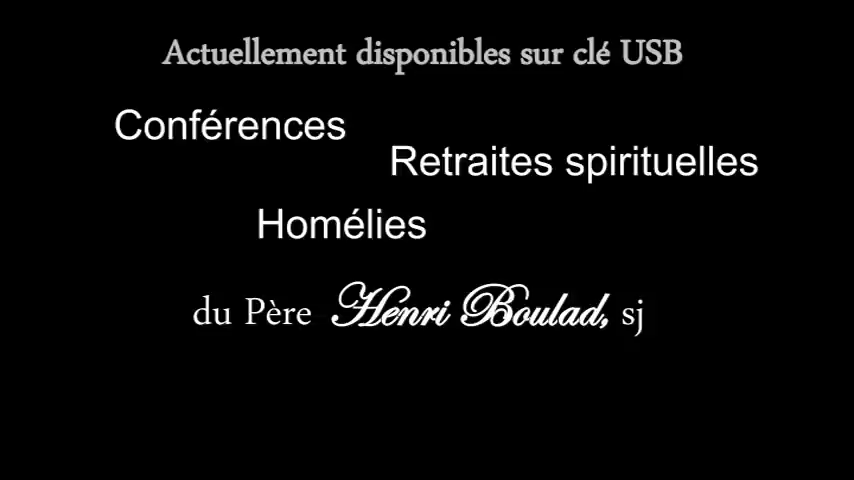 Actuellement disponibles sur clé USB
Conférences
Retraites spirituelles
Homélies
du Père Henri Boulad, sj